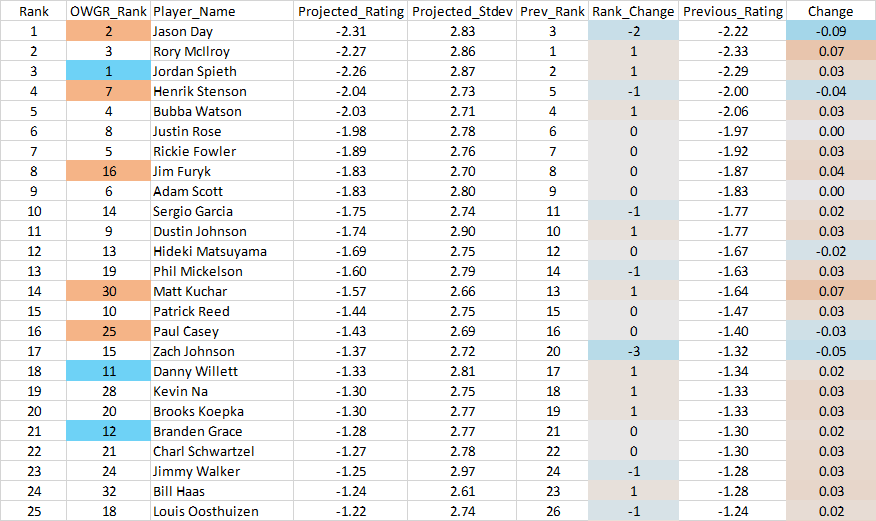 Rank OWGR_Rank Player_Name Projected_Rating Projected_Stdev Prev_Rank Rank_Change Previous_Rating Change
1 2 Jason Day -2.31 2.83 3 -2 -2.22 -0.09
2 3 Rory McIlroy -2.27 2.86 1 1 -2.33 0.07
3 1 Jordan Spieth -2.26 2.87 2 1 -2.29 0.03
4 7 Henrik Stenson -2.04 2.73 5 -1 -2.00 -0.04
5 4 Bubba Watson -2.03 2.71 4 1 -2.06 0.03
6 8 Justin Rose -1.98 2.78 6 0 -1.97 0.00
7 5 Rickie Fowler -1.89 2.76 7 0 -1.92 0.03
8 16 Jim Furyk -1.83 2.70 8 0 -1.87 0.04
9 6 Adam Scott -1.83 2.80 9 0 -1.83 0.00
10 14 Sergio Garcia -1.75 2.74 11 -1 -1.77 0.02
11 9 Dustin Johnson -1.74 2.90 10 1 -1.77 0.03
12 13 Hideki Matsuyama -1.69 2.75 12 0 -1.67 -0.02
13 19 Phil Mickelson -1.60 2.79 14 -1 -1.63 0.03
14 30 Matt Kuchar -1.57 2.66 13 1 -1.64 0.07
15 10 Patrick Reed -1.44 2.75 15 0 -1.47 0.03
16 25 Paul Casey -1.43 2.69 16 0 -1.40 -0.03
17 15 Zach Johnson -1.37 2.72 20 -3 -1.32 -0.05
18 11 Danny Willett -1.33 2.81 17 1 -1.34 0.02
19 28 Kevin Na -1.30 2.75 18 1 -1.33 0.03
20 20 Brooks Koepka -1.30 2.77 19 1 -1.33 0.03
21 12 Branden Grace -1.28 2.77 21 0 -1.30 0.02
22 21 Charl Schwartzel -1.27 2.78 22 0 -1.30 0.03
23 24 Jimmy Walker -1.25 2.97 24 -1 -1.28 0.03
24 32 Bill Haas -1.24 2.61 23 1 -1.28 0.03
25 18 Louis Oosthuizen -1.22 2.74 26 -1 -1.24 0.02